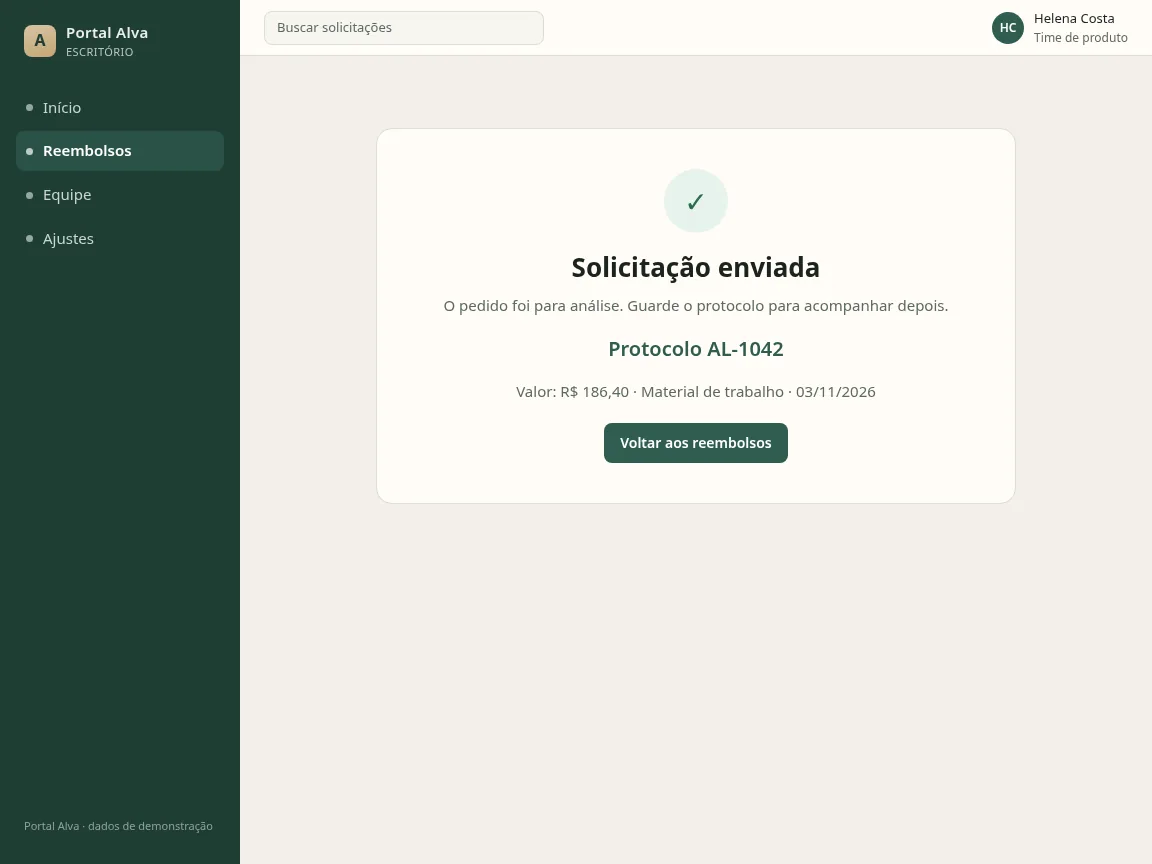 A
Portal Alva
ESCRITÓRIO
Início
Reembolsos
Equipe
Ajustes
Portal Alva · dados de demonstração
Buscar solicitações
HC
Helena Costa
Time de produto
✓
Solicitação enviada
O pedido foi para análise. Guarde o protocolo para acompanhar depois.
Protocolo AL-1042
Valor: R$ 186,40 · Material de trabalho · 03/11/2026
Voltar aos reembolsos